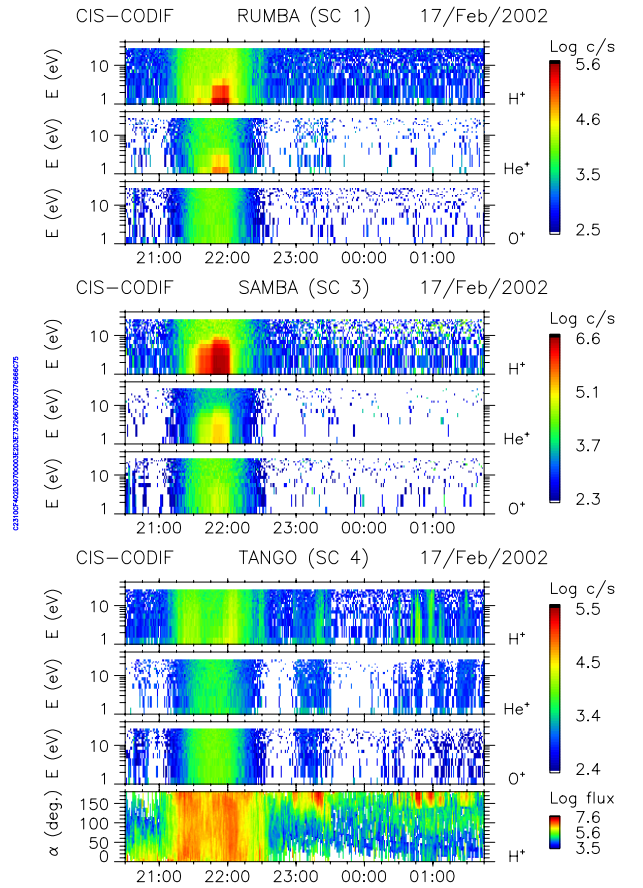 CIS-CODIF RUMBA (SC 1) 17/Feb/2002
Log c/s
E (eV) 10 1 H+
E (eV) 10 1 He+
E (eV) 10 1 O+
5.6
4.6
3.5
2.5
21:00 22:00 23:00 00:00 01:00
CIS-CODIF SAMBA (SC 3) 17/Feb/2002
Log c/s
E (eV) 10 1 H+
E (eV) 10 1 He+
E (eV) 10 1 O+
6.6
5.1
3.7
2.3
21:00 22:00 23:00 00:00 01:00
CIS-CODIF TANGO (SC 4) 17/Feb/2002
Log c/s
E (eV) 10 1 H+
E (eV) 10 1 He+
E (eV) 10 1 O+
5.5
4.5
3.4
2.4
α (deg.) 150 100 50 0 H+
Log flux
7.6
5.6
3.5
21:00 22:00 23:00 00:00 01:00